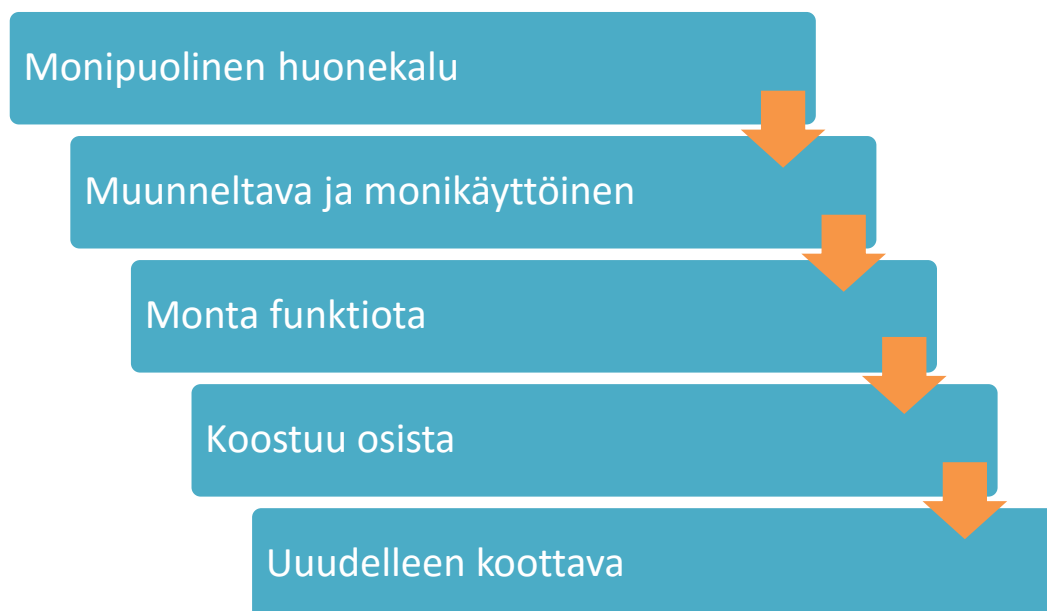 Monipuolinen huonekalu
Muunneltava ja monikäyttöinen
Monta funktiota
Koostuu osista
Uuudelleen koottava